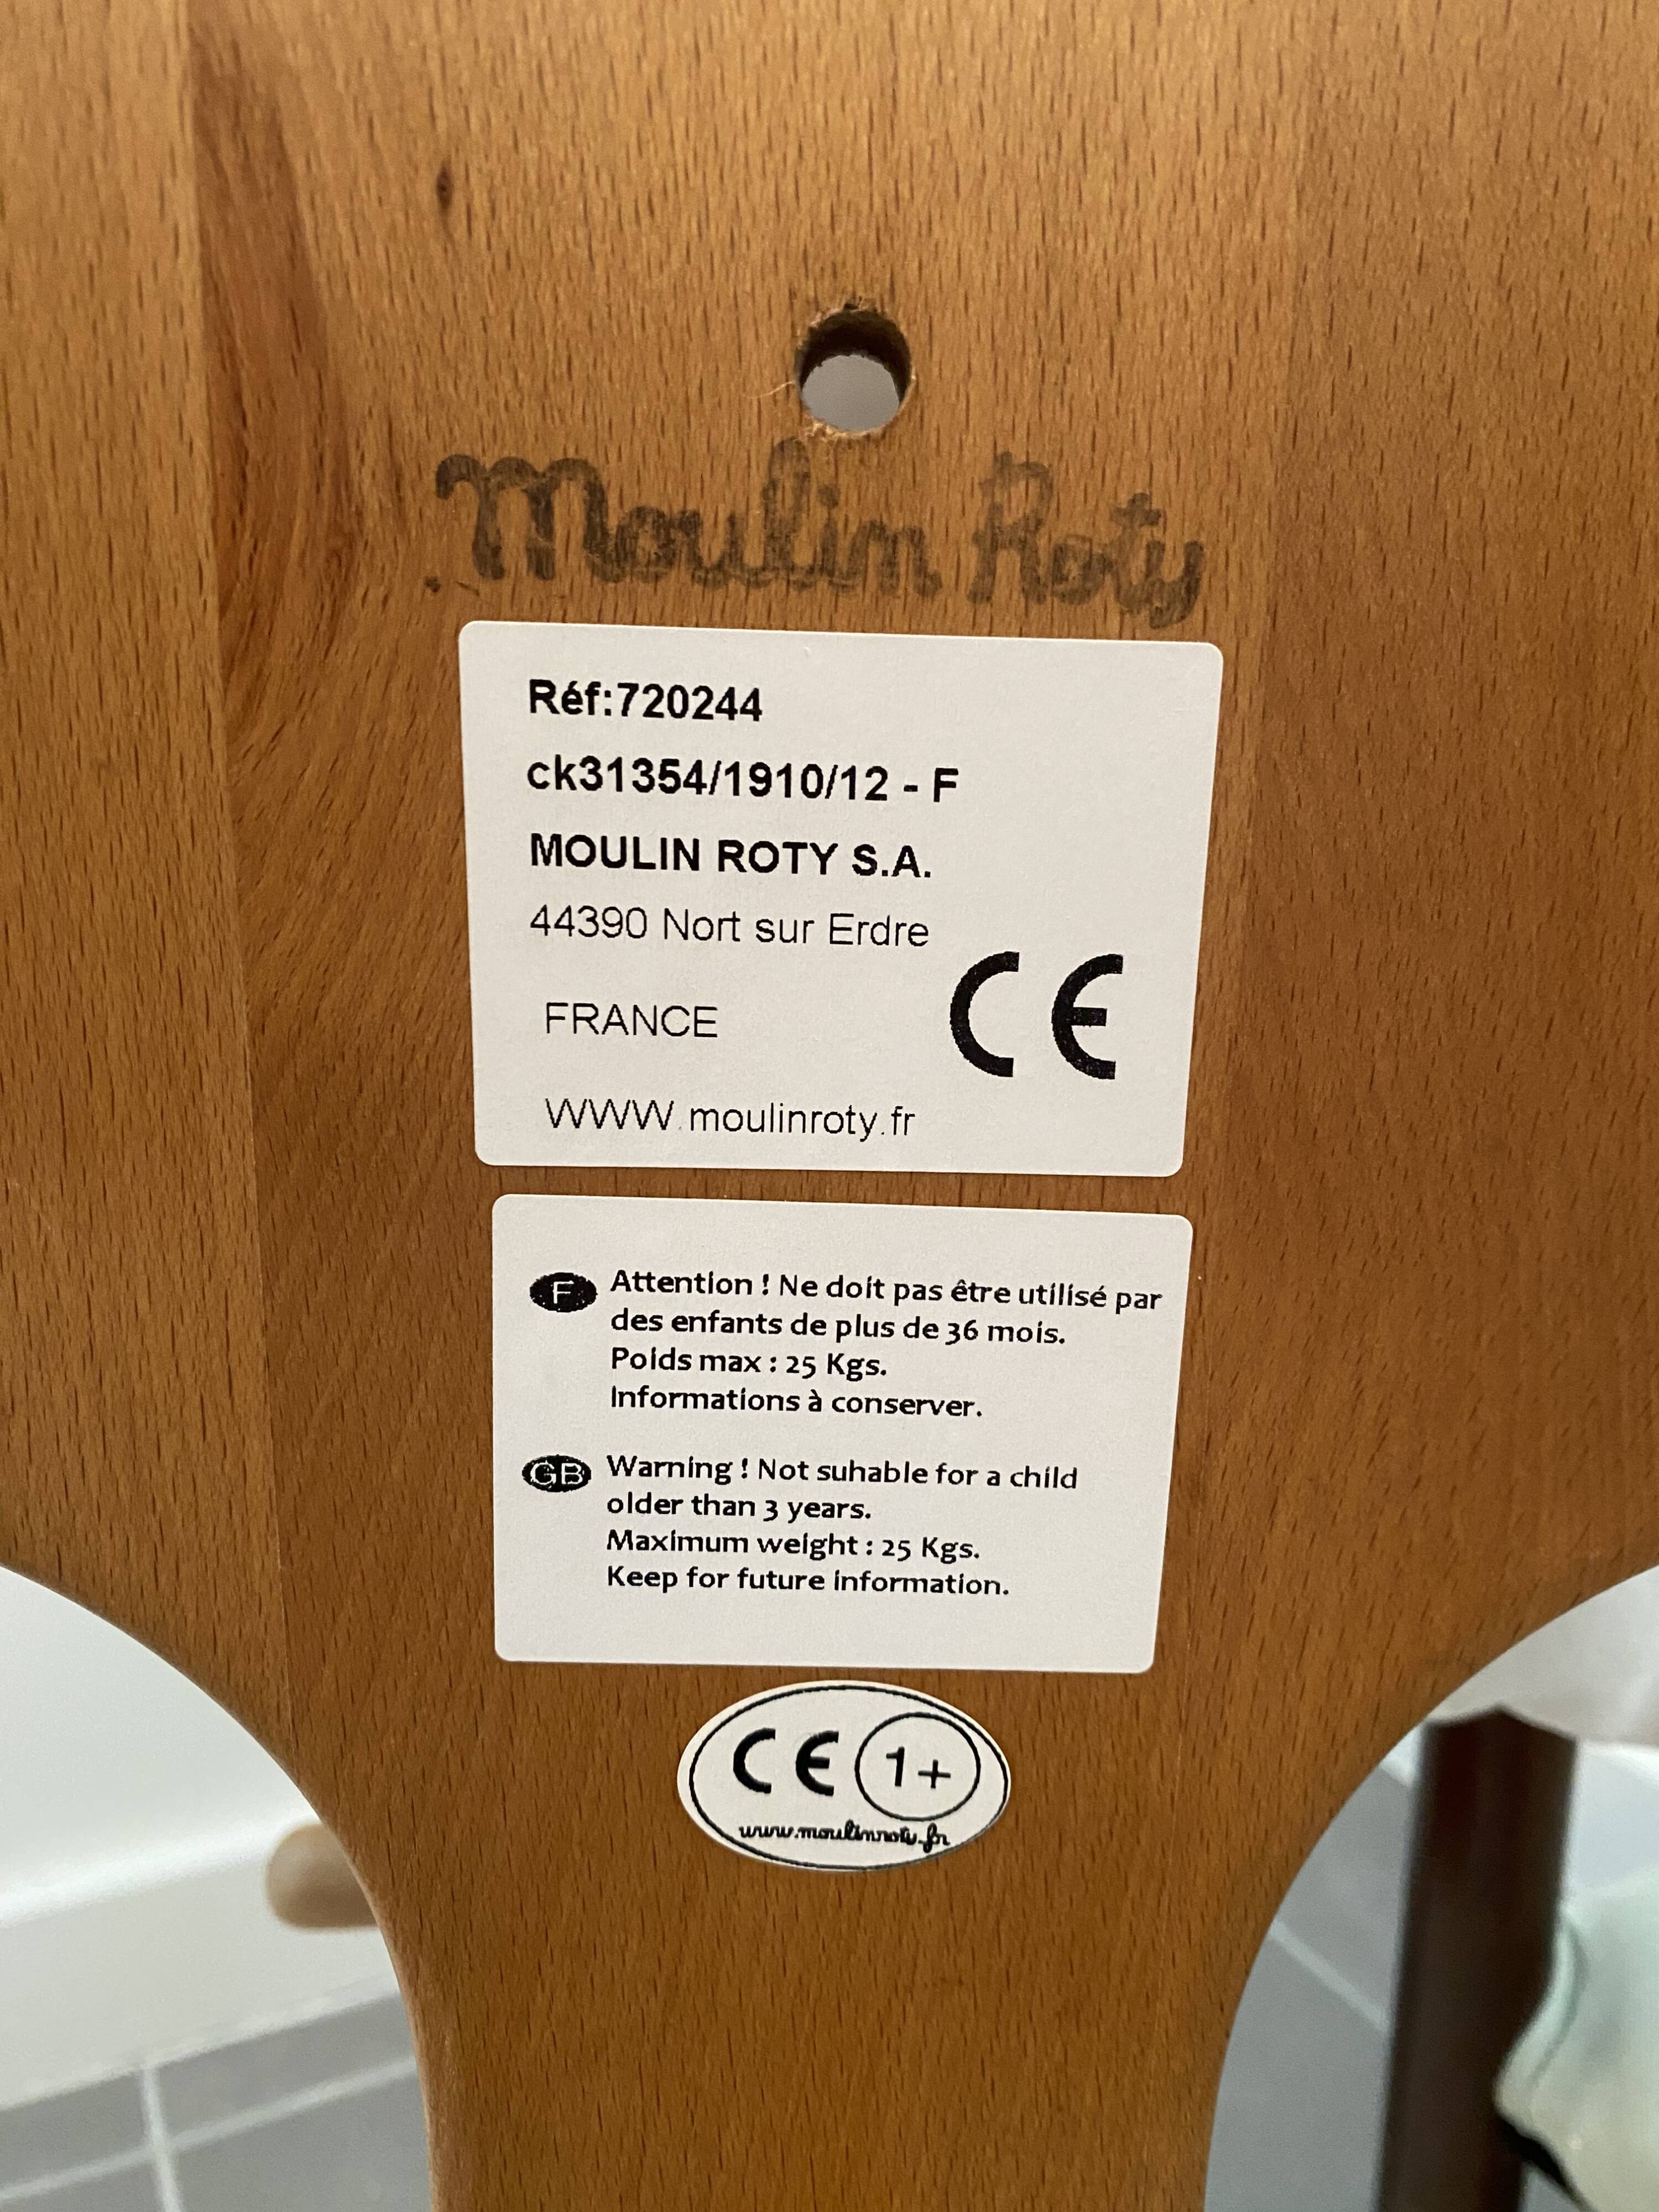 Moulin Roty
Réf:720244
ck31354/1910/12 - F
MOULIN ROTY S.A.
44390 Nort sur Erdre
CE
FRANCE
WWW.moulinroty.fr
F Attention ! Ne doit pas être utilisé par
des enfants de plus de 36 mois.
Poids max : 25 Kgs.
Informations à conserver.
GB Warning ! Not suhable for a child
older than 3 years.
Maximum weight : 25 Kgs.
Keep for future information.
CE 1+
www.moulinroty.fr